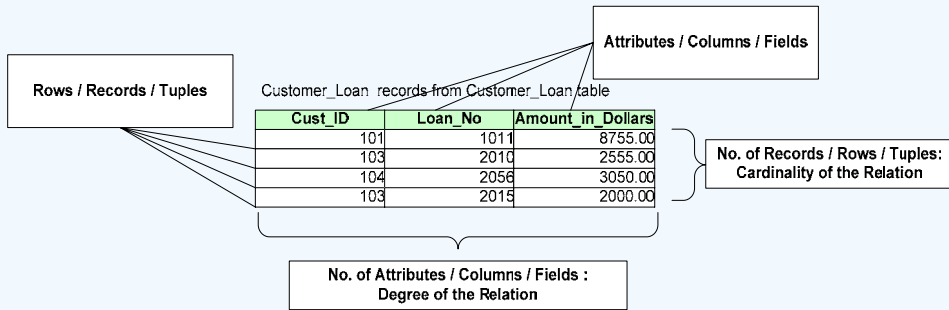 Attributes / Columns / Fields
Rows / Records / Tuples
Customer_Loan records from Customer_Loan table
Cust_ID Loan_No Amount_in_Dollars
101 1011 8755.00
103 2010 2555.00
104 2056 3050.00
103 2015 2000.00
No. of Records / Rows / Tuples:
Cardinality of the Relation
No. of Attributes / Columns / Fields :
Degree of the Relation